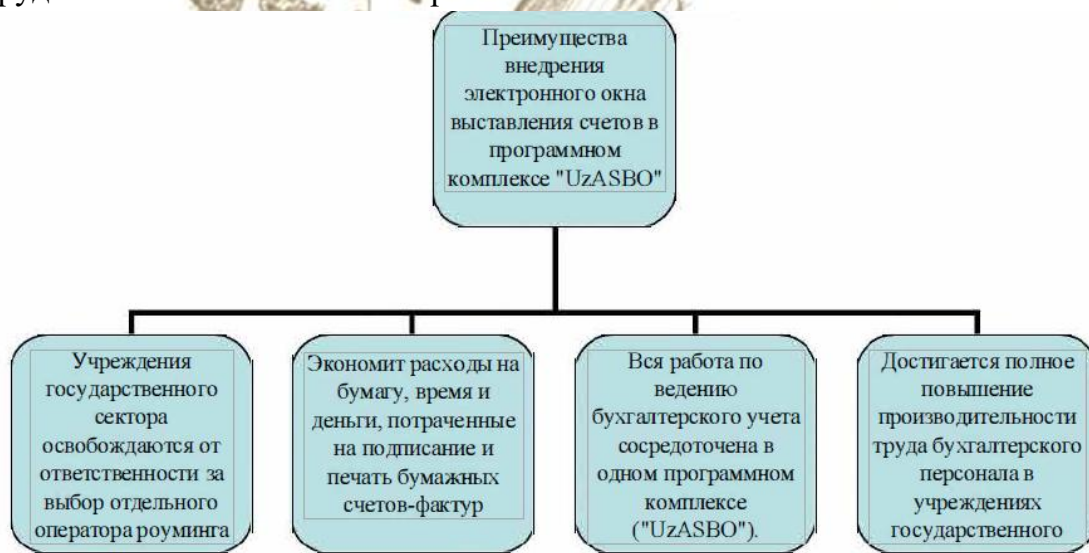 Преимущества
внедрения
электронного окна
выставления счетов в
программном
комплексе "UzASBO"
Учреждения
государственного
сектора
освобождаются от
ответственности за
выбор отдельного
оператора роуминга
Экономит расходы на
бумагу, время и
деньги, потраченные
на подписание и
печать бумажных
счетов-фактур
Вся работа по
ведению
бухгалтерского учета
сосредоточена в
одном программном
комплексе
("UzASBO").
Достигается полное
повышение
производительности
труда бухгалтерского
персонала в
учреждениях
государственного